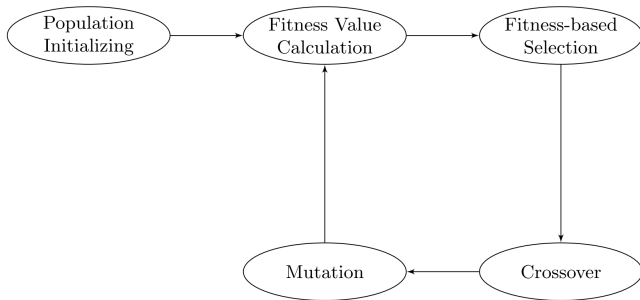 Population
Initializing
Fitness Value
Calculation
Fitness-based
Selection
Mutation
Crossover